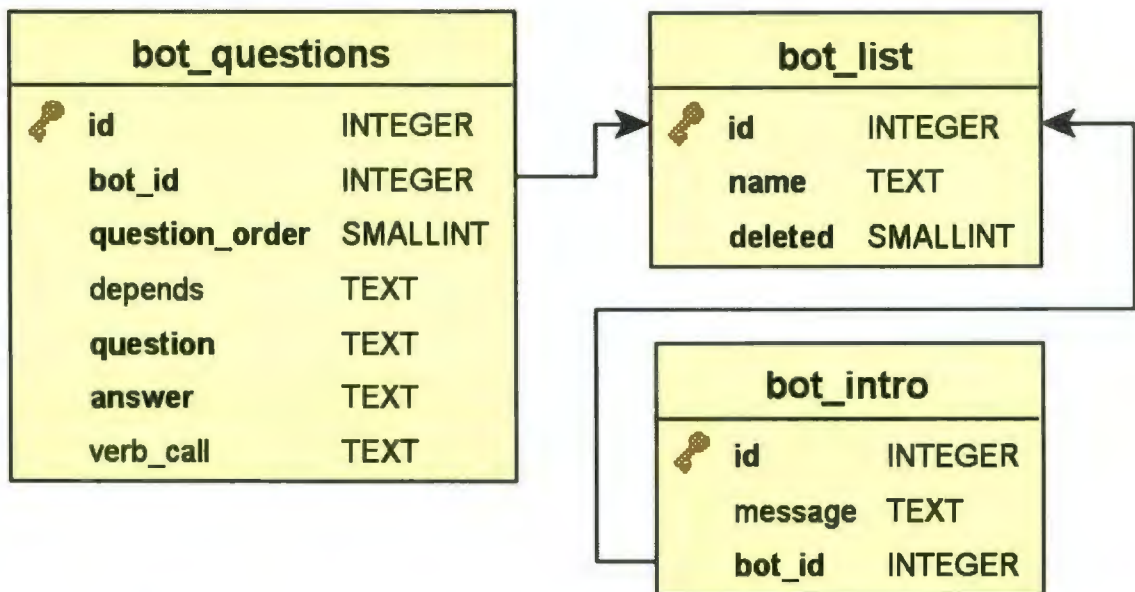 bot_questions
id INTEGER
bot_id INTEGER
question_order SMALLINT
depends TEXT
question TEXT
answer TEXT
verb_call TEXT
bot_list
id INTEGER
name TEXT
deleted SMALLINT
bot_intro
id INTEGER
message TEXT
bot_id INTEGER